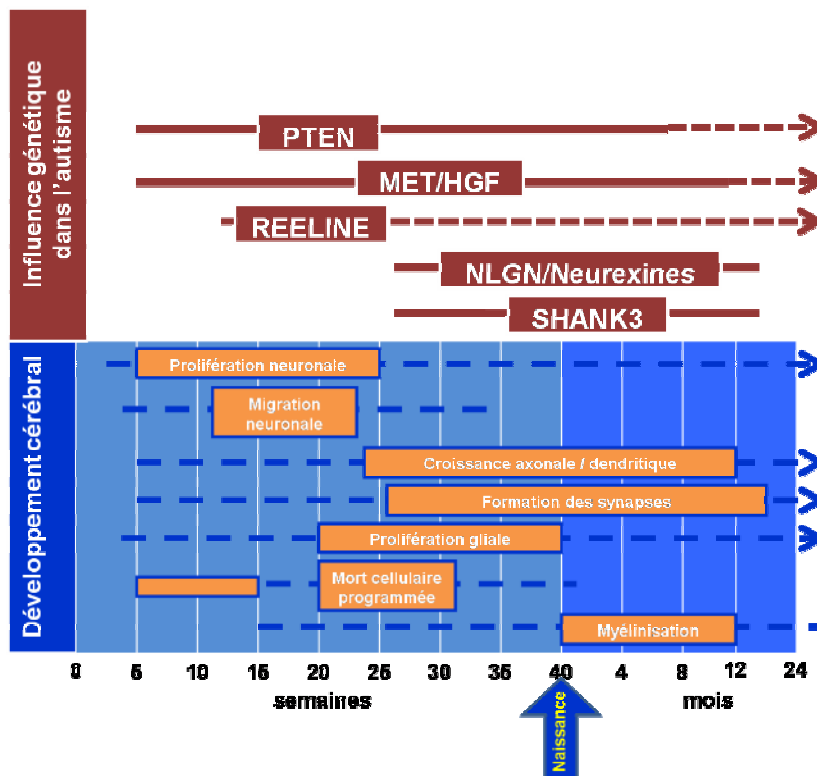 Influence génétique
dans l'autisme
PTEN
MET/HGF
REELINE
NLGN/Neurexines
SHANK3
Développement cérébral
Prolifération neuronale
Migration
neuronale
Croissance axonale / dendritique
Formation des synapses
Prolifération gliale
Mort cellulaire
programmée
Myélinisation
0 5 10 15 20 25 30 35 40 4 8 12 24
semaines mois
Naissance